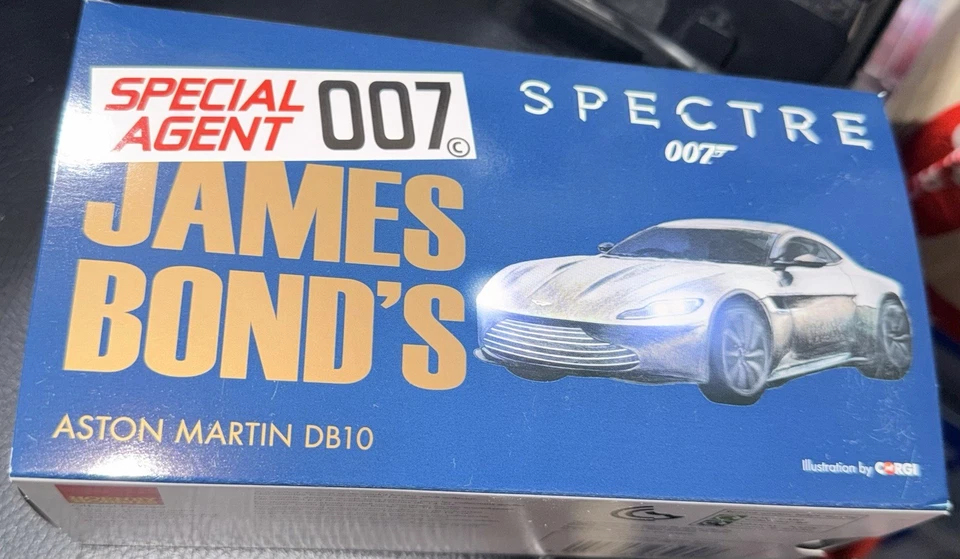 SPECIAL
AGENT
007©
JAMES
BOND'S
ASTON MARTIN DB10
SPECTRE
007
Illustration by CORGI